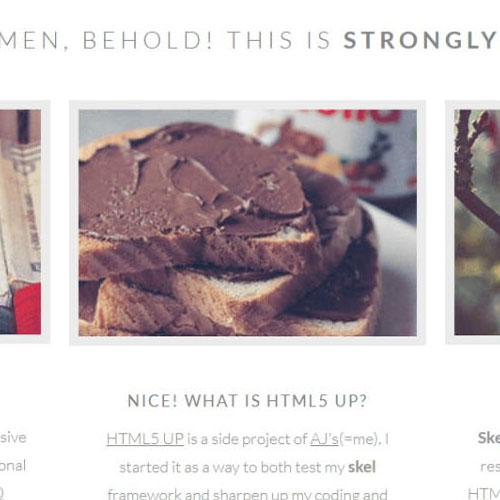 MEN, BEHOLD! THIS IS STRONGLY
NICE! WHAT IS HTML5 UP?
sive
HTML5 UP is a side project of AJ's(=me). I
Ske
onal
started it as a way to both test my skel
res
framework and sharpen up my coding and
HTM